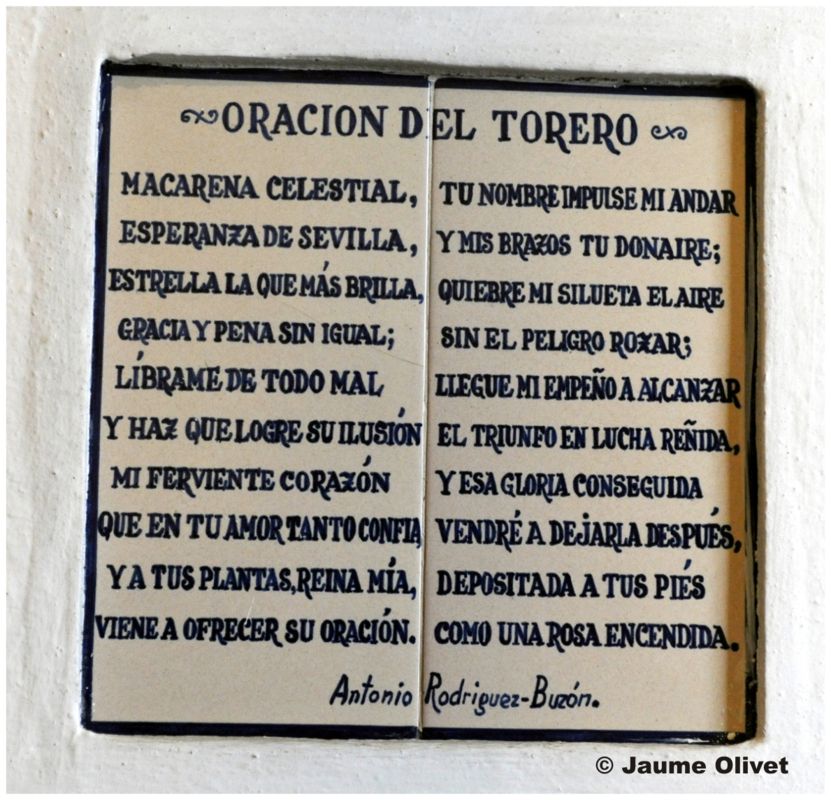 ORACION DEL TORERO
MACARENA CELESTIAL,
ESPERANZA DE SEVILLA,
ESTRELLA LA QUE MÁS BRILLA,
GRACIA Y PENA SIN IGUAL;
LÍBRAME DE TODO MAL
Y HAZ QUE LOGRE SU ILUSIÓN
MI FERVIENTE CORAZÓN
QUE EN TU AMOR TANTO CONFIA
Y A TUS PLANTAS, REINA MÍA,
VIENE A OFRECER SU ORACIÓN.
TU NOMBRE IMPULSE MI ANDAR
Y MIS BRAZOS TU DONAIRE;
QUIEBRE MI SILUETA EL AIRE
SIN EL PELIGRO ROZAR;
LLEGUE MI EMPEÑO A ALCANZAR
EL TRIUNFO EN LUCHA REÑIDA,
Y ESA GLORIA CONSEGUIDA
VENDRÉ A DEJARLA DESPUÉS,
DEPOSITADA A TUS PIÉS
COMO UNA ROSA ENCENDIDA.
Antonio Rodriguez-Buzón.
© Jaume Olivet